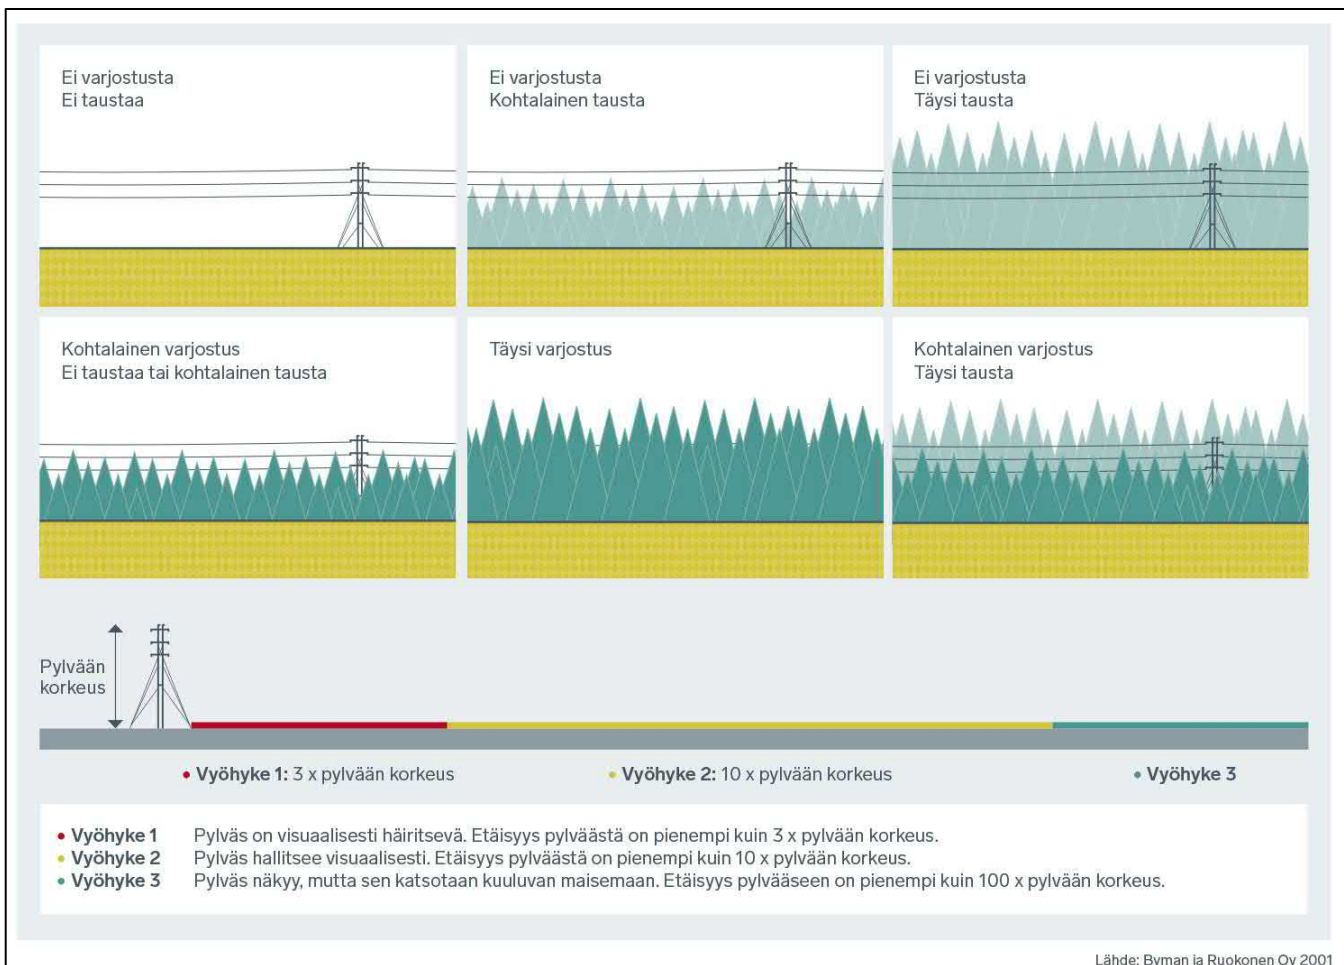 Ei varjostusta
Ei taustaa
Ei varjostusta
Kohtalainen tausta
Ei varjostusta
Täysi tausta
Kohtalainen varjostus
Ei taustaa tai kohtalainen tausta
Täysi varjostus
Kohtalainen varjostus
Täysi tausta
Pylvään
korkeus
• Vyöhyke 1: 3 x pylvään korkeus
• Vyöhyke 2: 10 x pylvään korkeus
• Vyöhyke 3
• Vyöhyke 1 Pylväs on visuaalisesti häiritsevä. Etäisyys pylväästä on pienempi kuin 3 x pylvään korkeus.
• Vyöhyke 2 Pylväs hallitsee visuaalisesti. Etäisyys pylväästä on pienempi kuin 10 x pylvään korkeus.
• Vyöhyke 3 Pylväs näkyy, mutta sen katsotaan kuuluvan maisemaan. Etäisyys pylvääseen on pienempi kuin 100 x pylvään korkeus.
Lähde: Byman ja Ruokonen Oy 2001